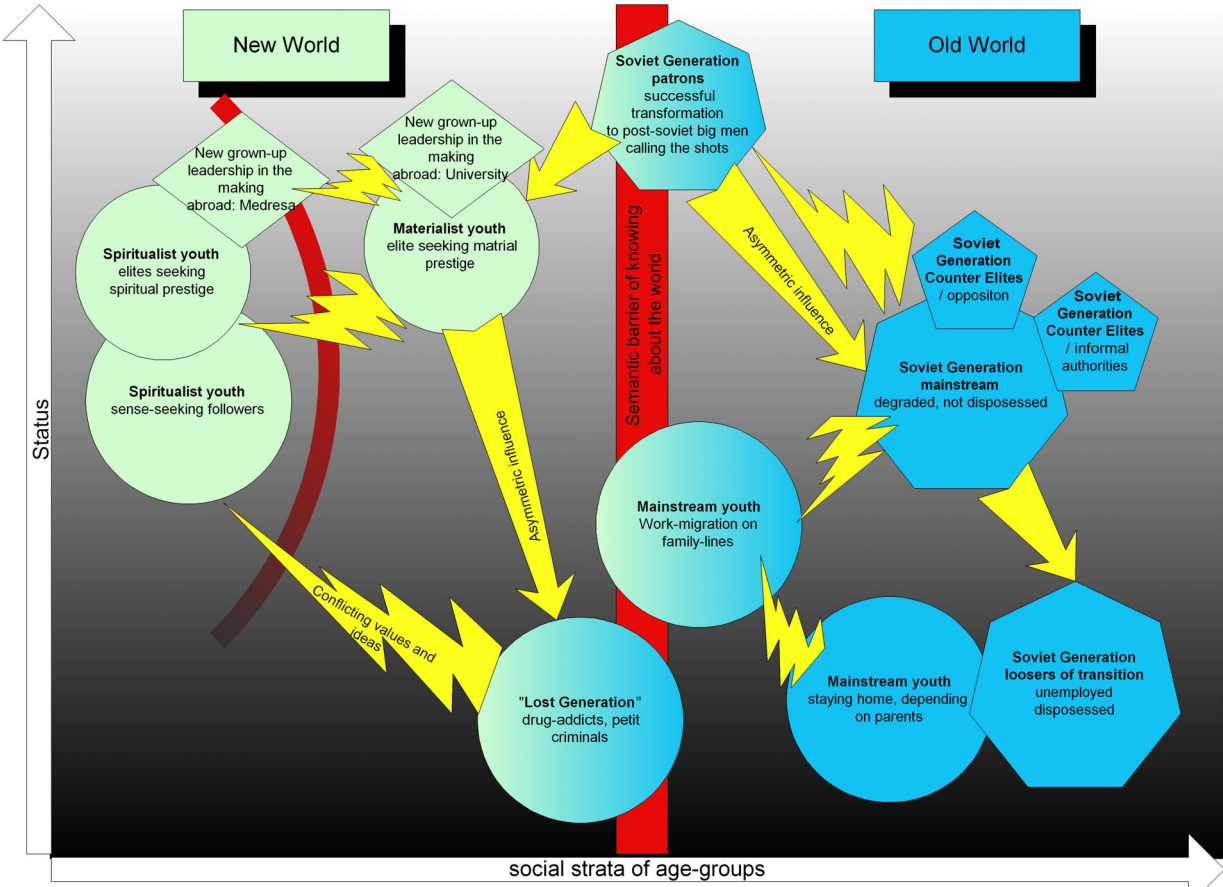 New World
Old World
Soviet Generation
patrons
successful
transformation
to post-soviet big men
calling the shots
New grown-up
leadership in the
making
abroad: University
New grown-up
leadership in the
making
abroad: Medresa
Materialist youth
elite seeking matrial
prestige
Spiritualist youth
elites seeking
spiritual prestige
Spiritualist youth
sense-seeking followers
Semantic barrier of knowing
about the world
Asymmetric influence
Soviet
Generation
Counter Elites
/ oppositon
Soviet
Generation
Counter Elites
/ informal
authorities
Soviet Generation
mainstream
degraded, not disposessed
Asymmetric influence
Mainstream youth
Work-migration on
family-lines
Conflicting values and
ideas
"Lost Generation"
drug-addicts, petit
criminals
Mainstream youth
staying home, depending
on parents
Soviet Generation
loosers of transition
unemployed
disposessed
Status
social strata of age-groups